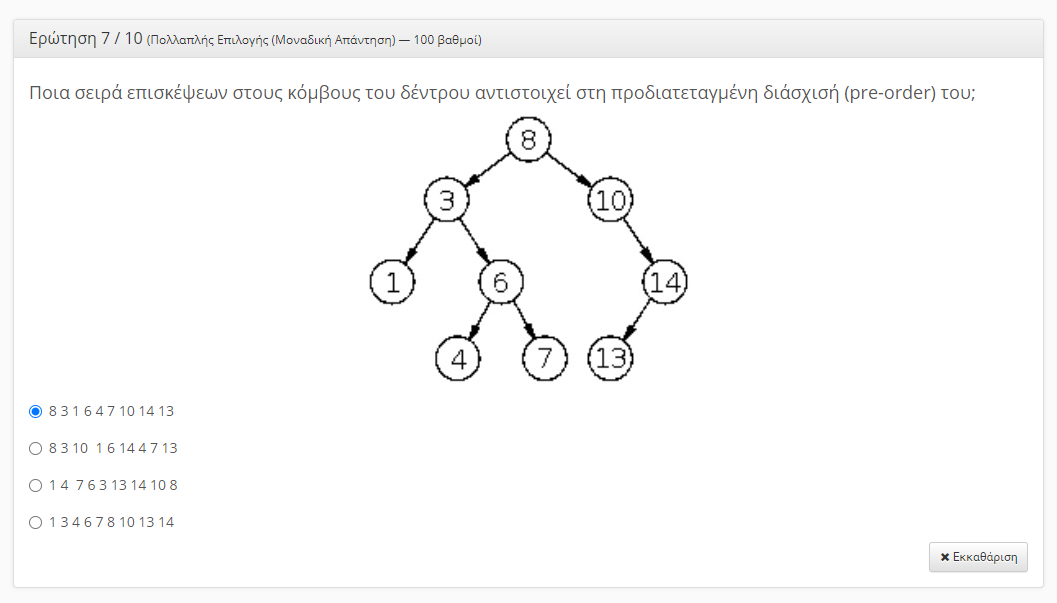 Ερώτηση 7 / 10 (Πολλαπλής Επιλογής (Μοναδική Απάντηση) — 100 βαθμοί)
Ποια σειρά επισκέψεων στους κόμβους του δέντρου αντιστοιχεί στη προδιατεταγμένη διάσχισή (pre-order) του;
8
3 10
1 6 14
4 7 13
8 3 1 6 4 7 10 14 13
8 3 10  1 6 14 4 7 13
1 4  7 6 3 13 14 10 8
1 3 4 6 7 8 10 13 14
✖ Εκκαθάριση